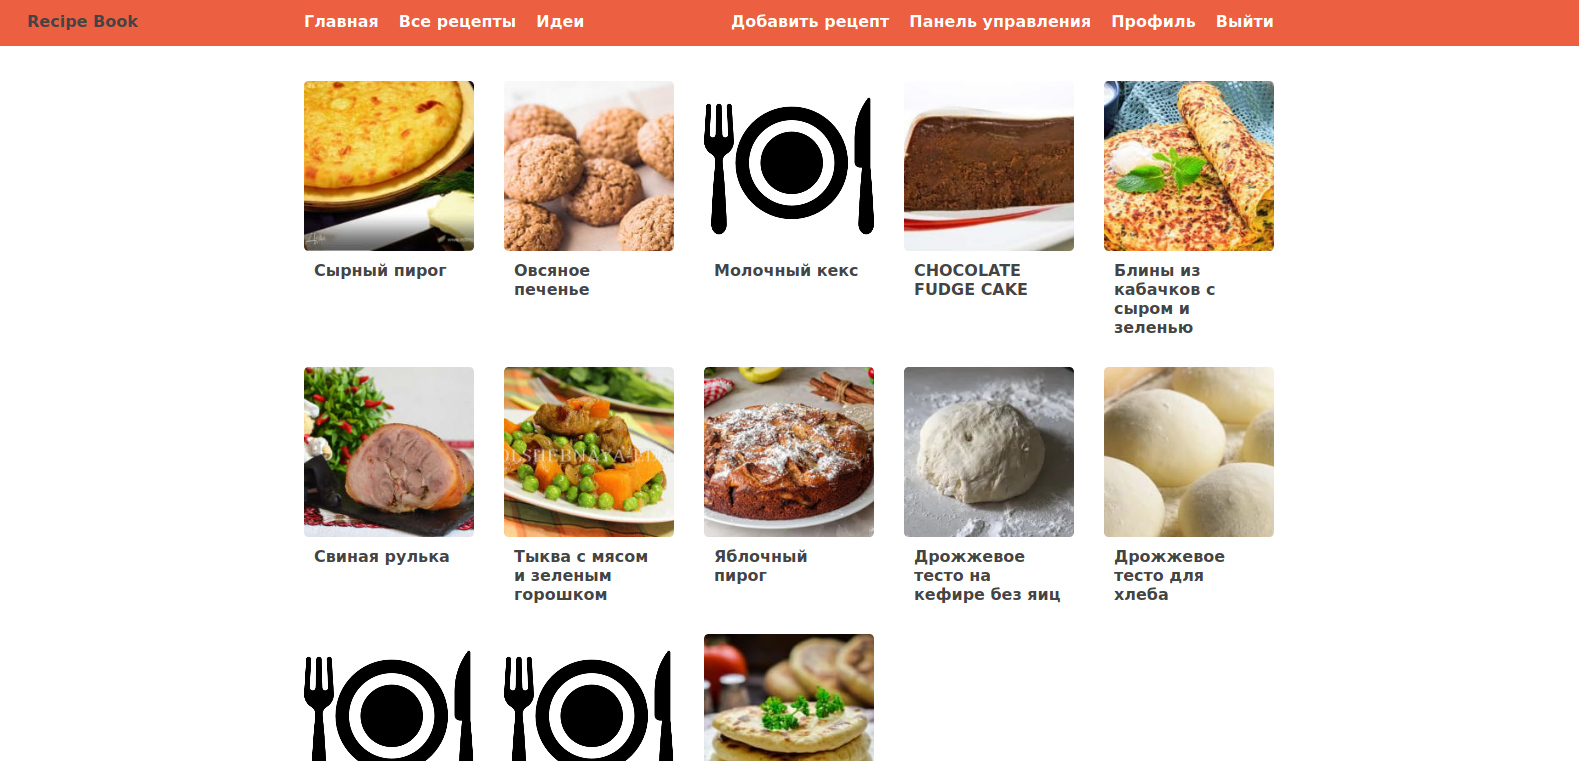 Recipe Book Главная Все рецепты Идеи Добавить рецепт Панель управления Профиль Выйти
Сырный пирог
Овсяное
печенье
Молочный кекс
CHOCOLATE
FUDGE CAKE
Блины из
кабачков с
сыром и
зеленью
Свиная рулька
Тыква с мясом
и зеленым
горошком
Яблочный
пирог
Дрожжевое
тесто на
кефире без яиц
Дрожжевое
тесто для
хлеба